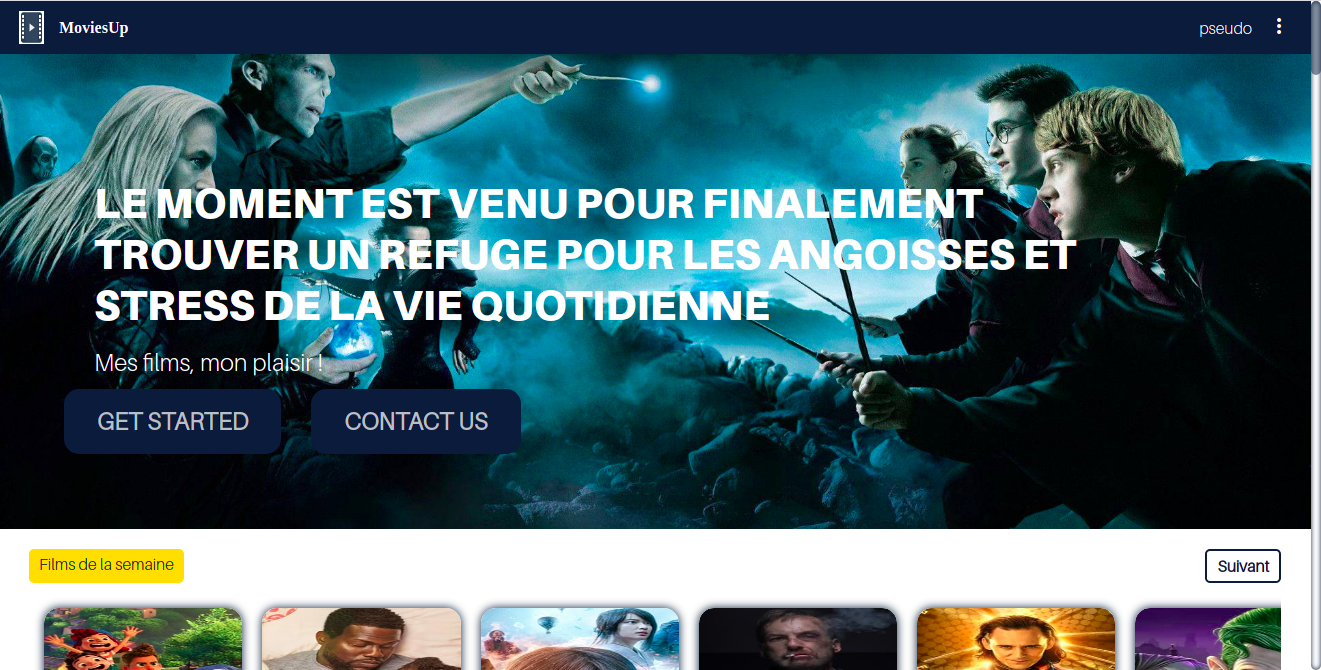 MoviesUp
pseudo
LE MOMENT EST VENU POUR FINALEMENT
TROUVER UN REFUGE POUR LES ANGOISSES ET
STRESS DE LA VIE QUOTIDIENNE
Mes films, mon plaisir !
GET STARTED
CONTACT US
Films de la semaine
Suivant